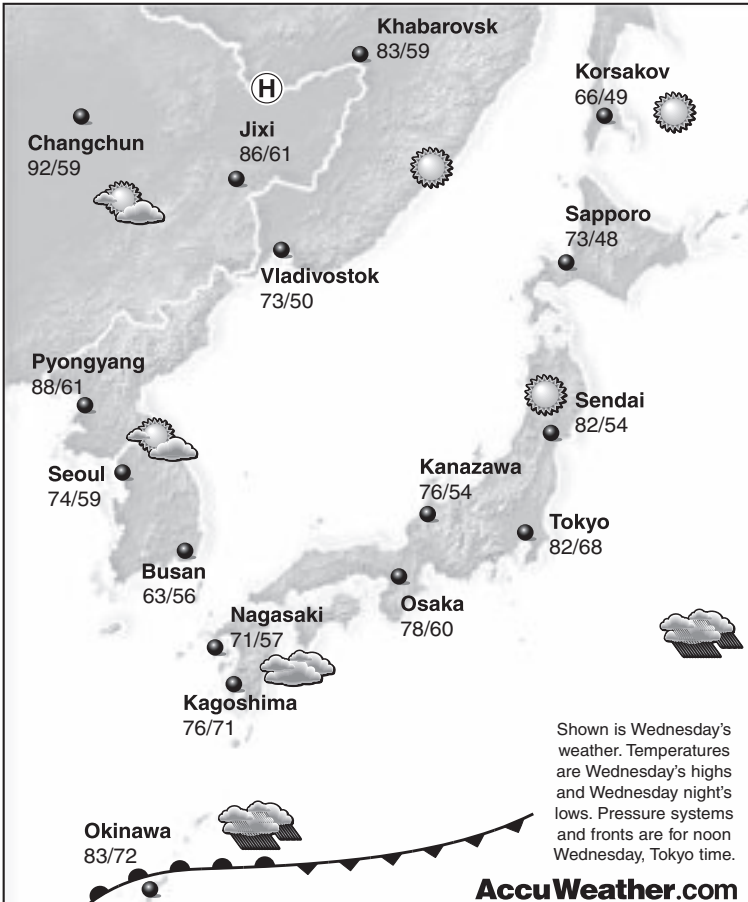 Khabarovsk
83/59
H
Korsakov
66/49
Changchun
92/59
Jixi
86/61
Sapporo
73/48
Vladivostok
73/50
Pyongyang
88/61
Sendai
82/54
Seoul
74/59
Kanazawa
76/54
Tokyo
82/68
Busan
63/56
Osaka
78/60
Nagasaki
71/57
Kagoshima
76/71
Shown is Wednesday's
weather. Temperatures
are Wednesday's highs
and Wednesday night's
lows. Pressure systems
and fronts are for noon
Wednesday, Tokyo time.
Okinawa
83/72
AccuWeather.com